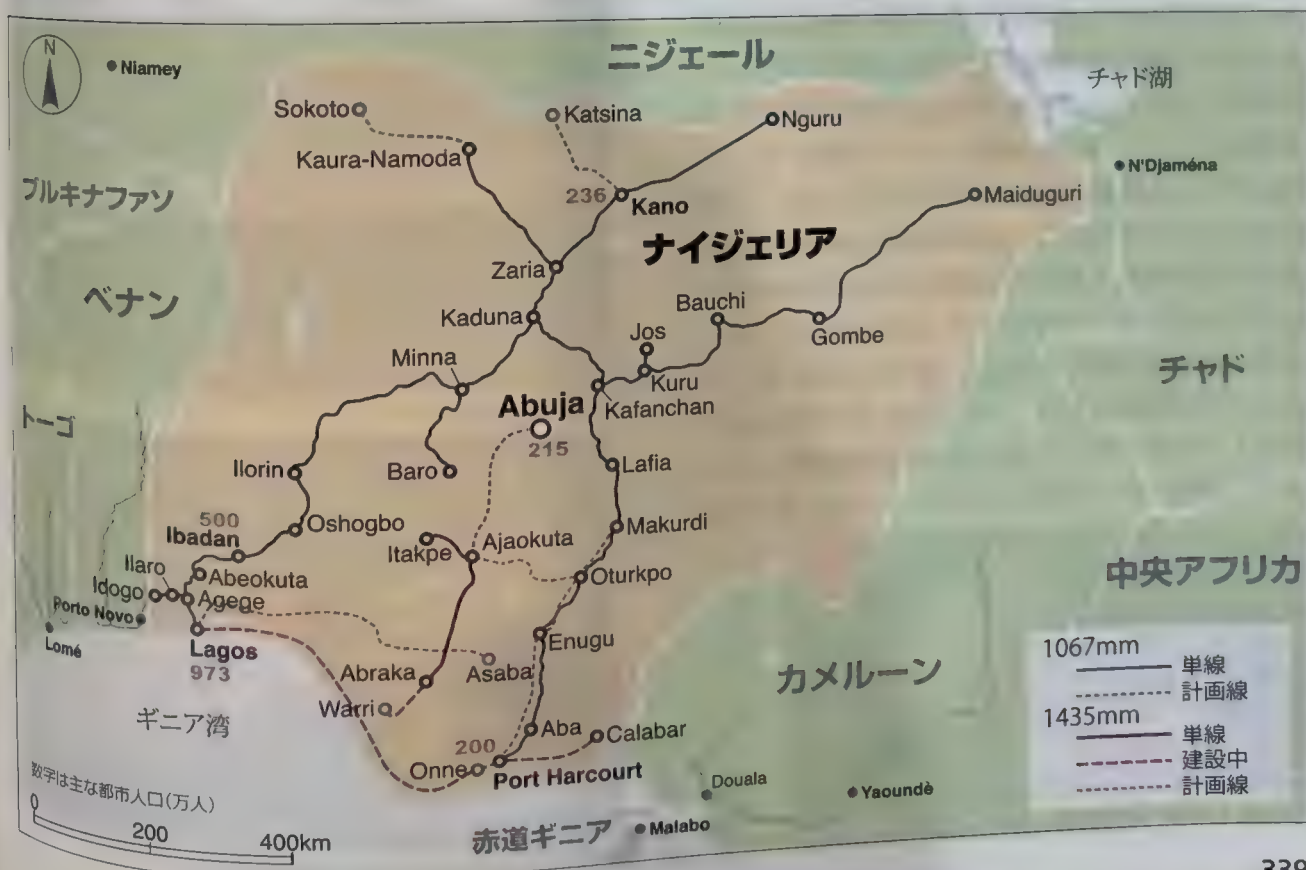 N
Niamey
ニジェール
チャド湖
Sokoto
Katsina
Nguru
Kaura-Namoda
N'Djaména
ブルキナファソ
236
Kano
Maiduguri
ナイジェリア
Zaria
ベナン
Bauchi
Kaduna
Jos
Gombe
Minna
チャド
Kuru
Abuja
Kafanchan
トーゴ
215
Ilorin
Baro
Lafia
500
Ibadan
Oshogbo
Makurdi
Itakpe
Ajaokuta
Ilaro
Abeokuta
Oturkpo
中央アフリカ
Idogo
Agege
Porto Novo
Lomé
Enugu
Lagos
973
Abraka
Asaba
カメルーン
Warri
ギニア湾
Aba
Calabar
200
Onne
Port Harcourt
Douala
Yaoundè
赤道ギニア
Malabo
1067mm
単線
計画線
1435mm
単線
建設中
計画線
数字は主な都市人口(万人)
0
200
400km
339